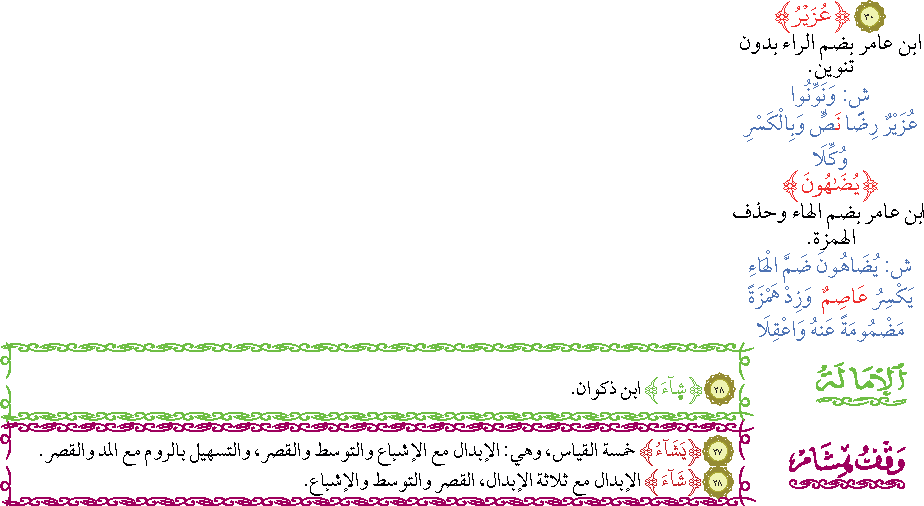 ٣٠ ﴿عُزَيْرُ﴾
ابن عامر بضم الراء بدون
تنوين.
ش: وَنَوِّنُوا
عُزَيْرٌ رِضًا نَصٍّ وَبِالْكَسْرِ
وُكِّلَا
﴿يُضَٰهُونَ﴾
ابن عامر بضم الهاء وحذف
الهمزة.
ش: يُضَاهُونَ ضَمَّ الْهَاءِ
يَكْسِرُ عَاصِمٌ وَزِدْ هَمْزَةً
مَضْمُومَةً عَنهُ وَاعْقِلَا
الإمالة
٢٨ ﴿شَآءَ﴾ ابن ذكوان.
وقف هشام
٢٧ ﴿يَشَآءُ﴾ خمسة القياس، وهي: الإبدال مع الإشباع والتوسط والقصر، والتسهيل بالروم مع المد والقصر.
٢٨ ﴿شَآءَ﴾ الإبدال مع ثلاثة الإبدال، القصر والتوسط والإشباع.